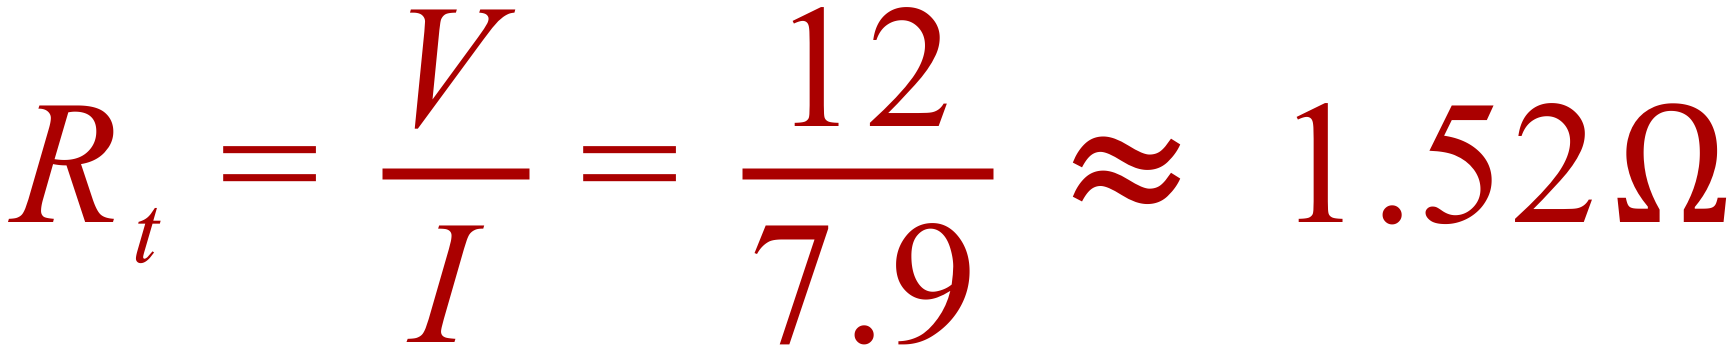 R_t = V/I = 12/7.9 ≈ 1.52Ω